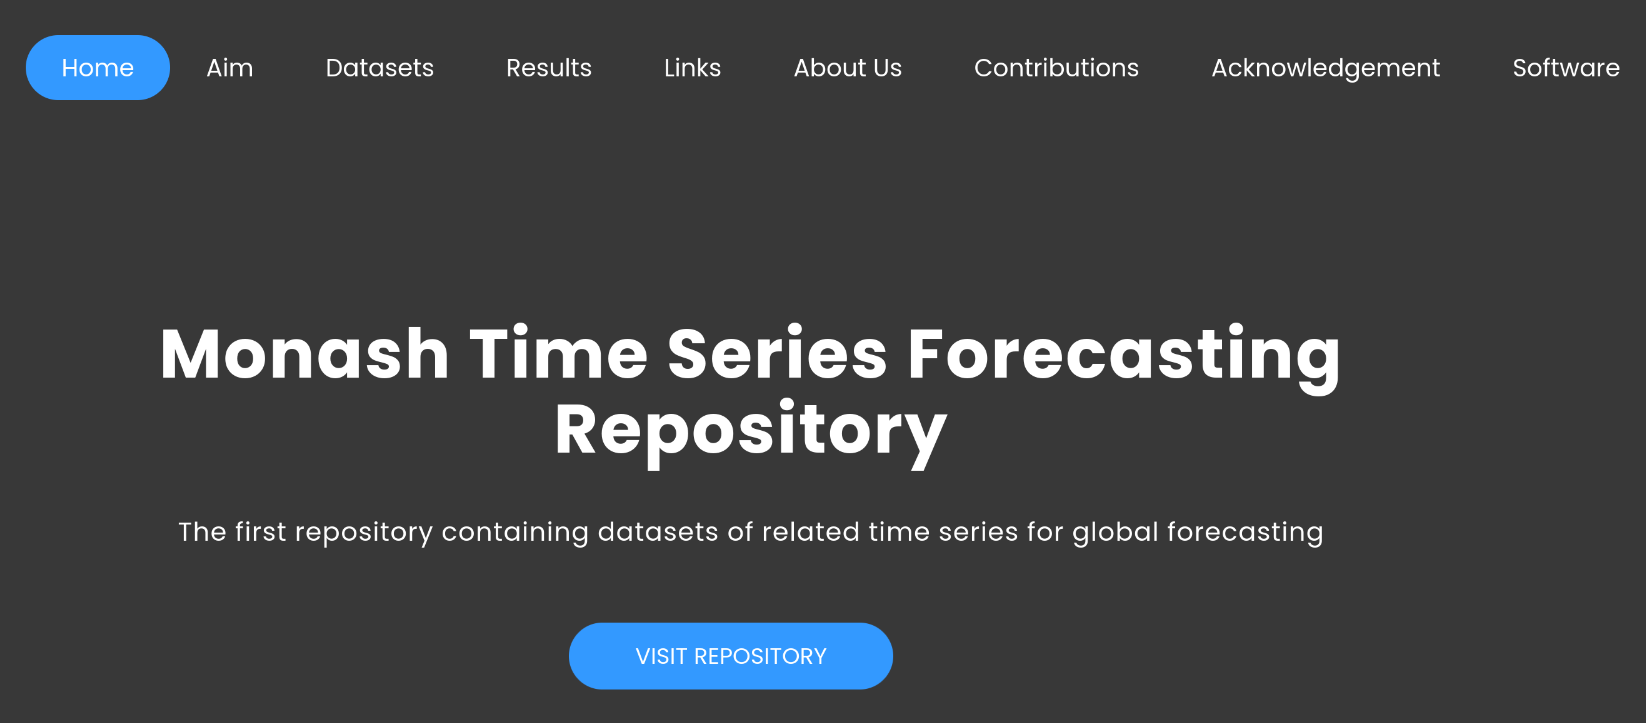 Home Aim Datasets Results Links About Us Contributions Acknowledgement Software
Monash Time Series Forecasting
Repository
The first repository containing datasets of related time series for global forecasting
VISIT REPOSITORY